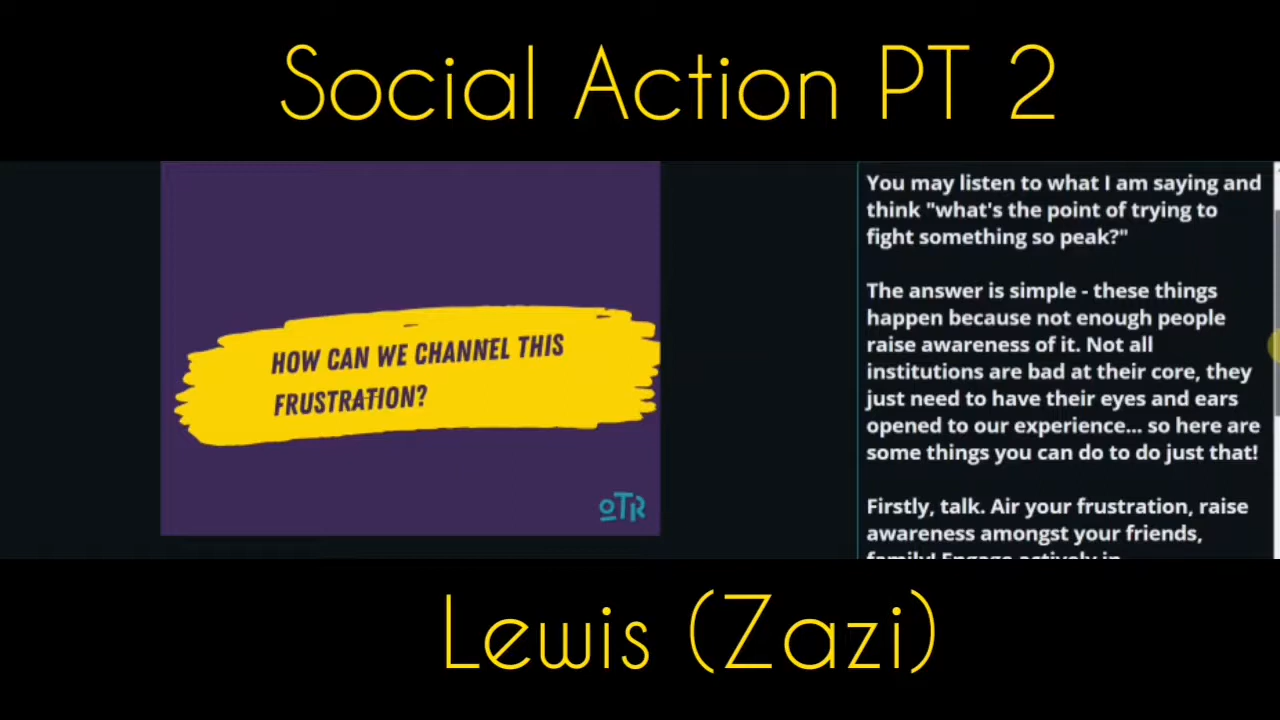 Social Action PT 2
HOW CAN WE CHANNEL THIS
FRUSTRATION?
OTR
You may listen to what I am saying and
think "what's the point of trying to
fight something so peak?"
The answer is simple - these things
happen because not enough people
raise awareness of it. Not all
institutions are bad at their core, they
just need to have their eyes and ears
opened to our experience... so here are
some things you can do to do just that!
Firstly, talk. Air your frustration, raise
awareness amongst your friends,
family! Engage actively in
Lewis (Zazi)